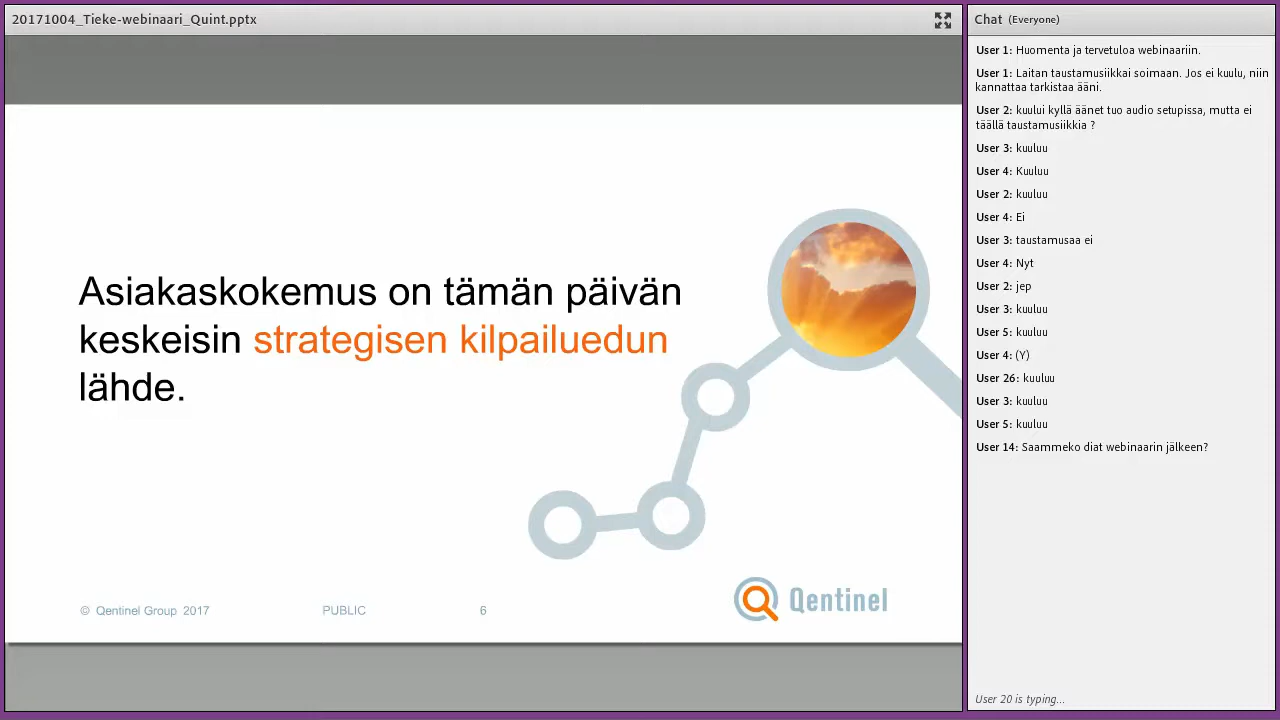 20171004_Tieke-webinaari_Quint.pptx
Asiakaskokemus on tämän päivän
keskeisin strategisen kilpailuedun
lähde.
© Qentinel Group 2017
PUBLIC
6
Qentinel
Chat (Everyone)
User 1: Huomenta ja tervetuloa webinaariin.
User 1: Laitan taustamusiikkai soimaan. Jos ei kuulu, niin
kannattaa tarkistaa ääni.
User 2: kuului kyllä äänet tuo audio setupissa, mutta ei
täällä taustamusiikkia ?
User 3: kuuluu
User 4: Kuuluu
User 2: kuuluu
User 4: Ei
User 3: taustamusaa ei
User 4: Nyt
User 2: jep
User 3: kuuluu
User 5: kuuluu
User 4: (Y)
User 26: kuuluu
User 3: kuuluu
User 5: kuuluu
User 14: Saammeko diat webinaarin jälkeen?
User 20 is typing...